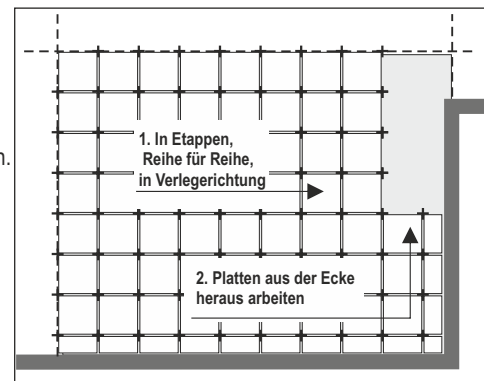 n.
1. In Etappen,
Reihe für Reihe,
in Verlegerichtung
2. Platten aus der Ecke
heraus arbeiten